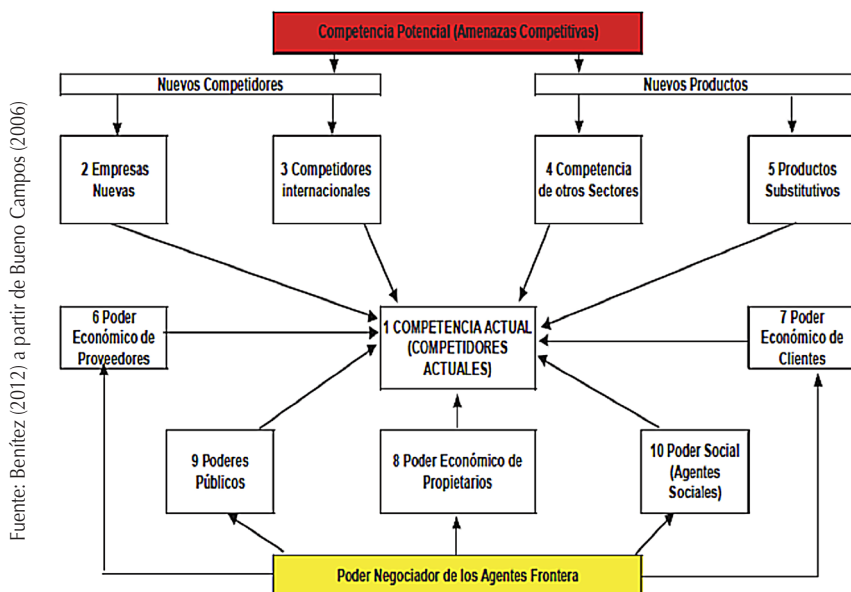 Competencia Potencial (Amenazas Competitivas)
Nuevos Competidores
Nuevos Productos
2 Empresas
Nuevas
3 Competidores
internacionales
4 Competencia
de otros Sectores
5 Productos
Substitutivos
6 Poder
Económico de
Proveedores
1 COMPETENCIA ACTUAL
(COMPETIDORES
ACTUALES)
7 Poder
Económico de
Clientes
9 Poderes
Públicos
8 Poder Económico de
Propietarios
10 Poder Social
(Agentes
Sociales)
Poder Negociador de los Agentes Frontera
Fuente: Benítez (2012) a partir de Bueno Campos (2006)